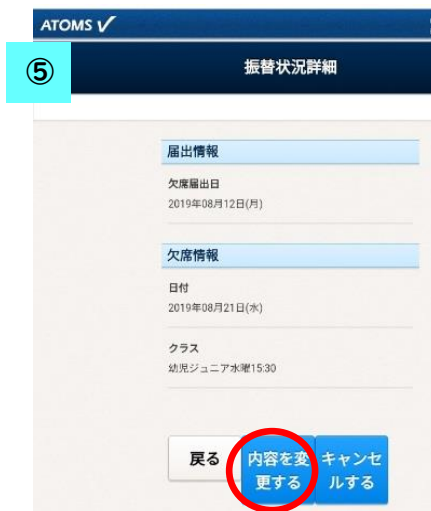 ATOMS V
⑤
振替状況詳細
届出情報
欠席届出日
2019年08月12日(月)
欠席情報
日付
2019年08月21日(水)
クラス
幼児ジュニア水曜15:30
戻る
内容を変
更する
キャンセ
ルする